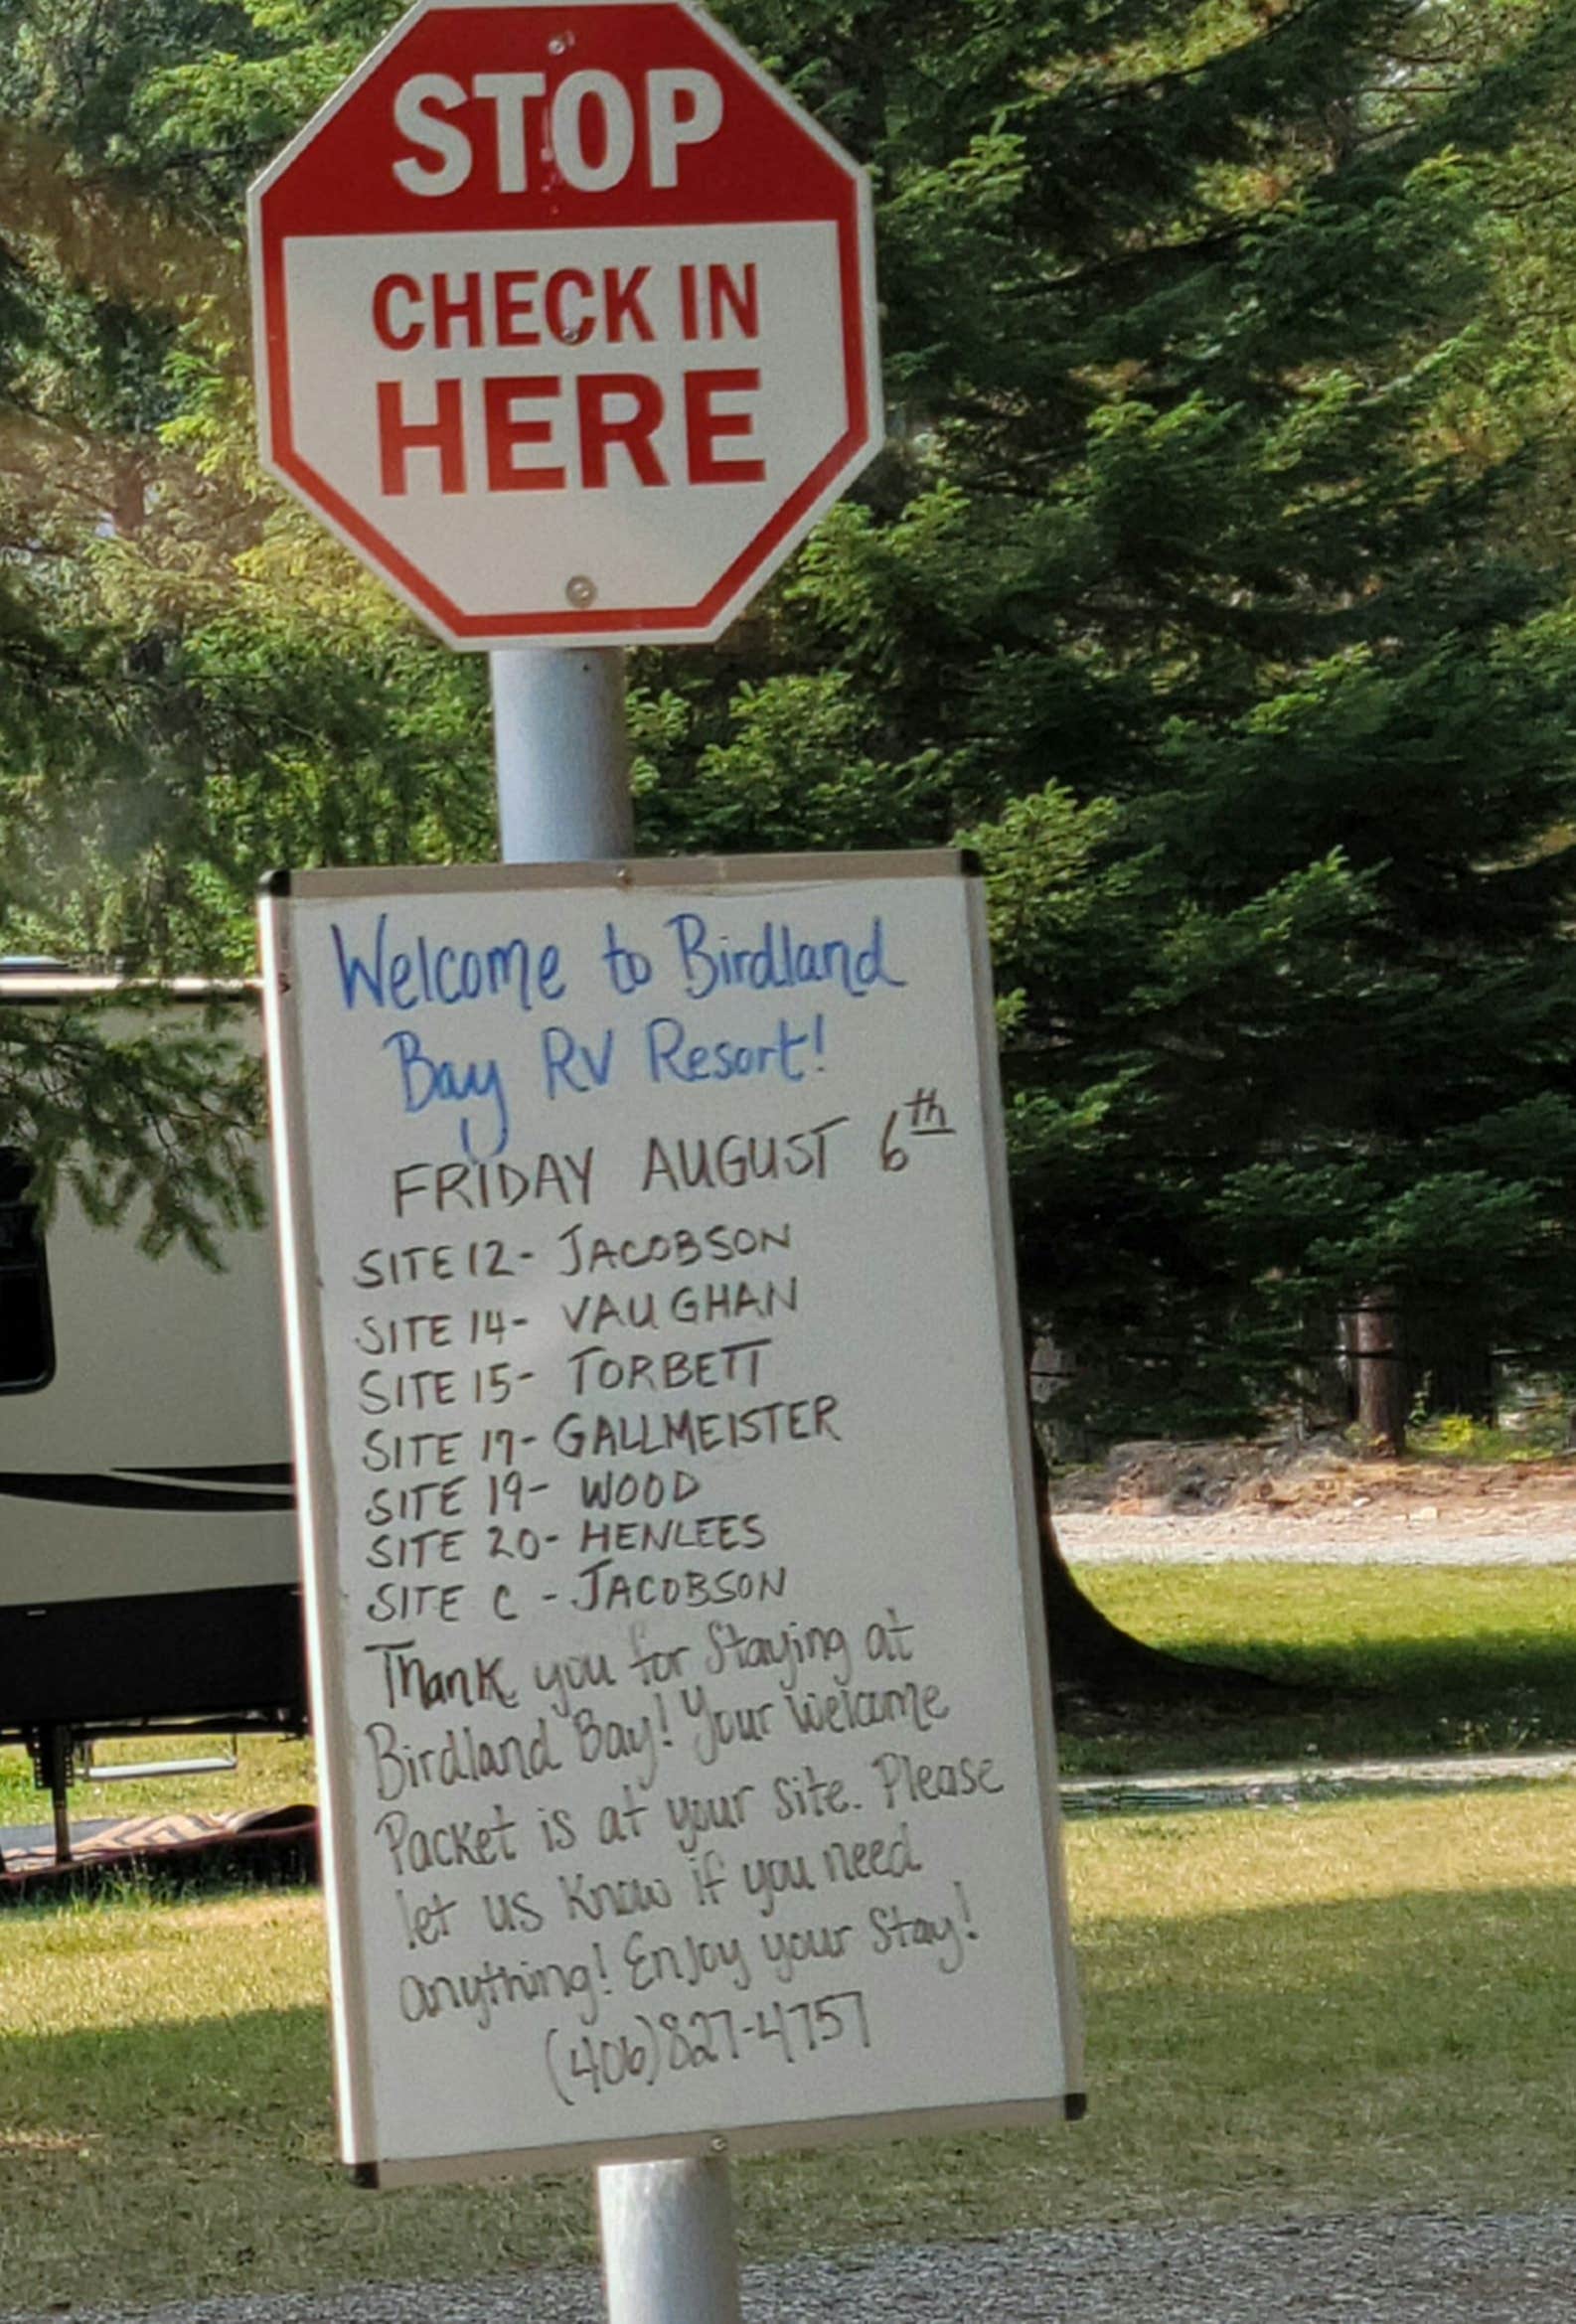 STOP
CHECK IN
HERE
Welcome to Birdland
Bay RV Resort!
FRIDAY AUGUST 6th
SITE 12- JACOBSON
SITE 14- VAUGHAN
SITE 15- TORBETT
SITE 17- GALLMEISTER
SITE 19- WOOD
SITE 20- HENLEES
SITE C - JACOBSON
Thank you for Staying at
Birdland Bay! Your Welcome
Packet is at your site. Please
let us know if you need
anything! Enjoy your Stay!
(406)827-4757